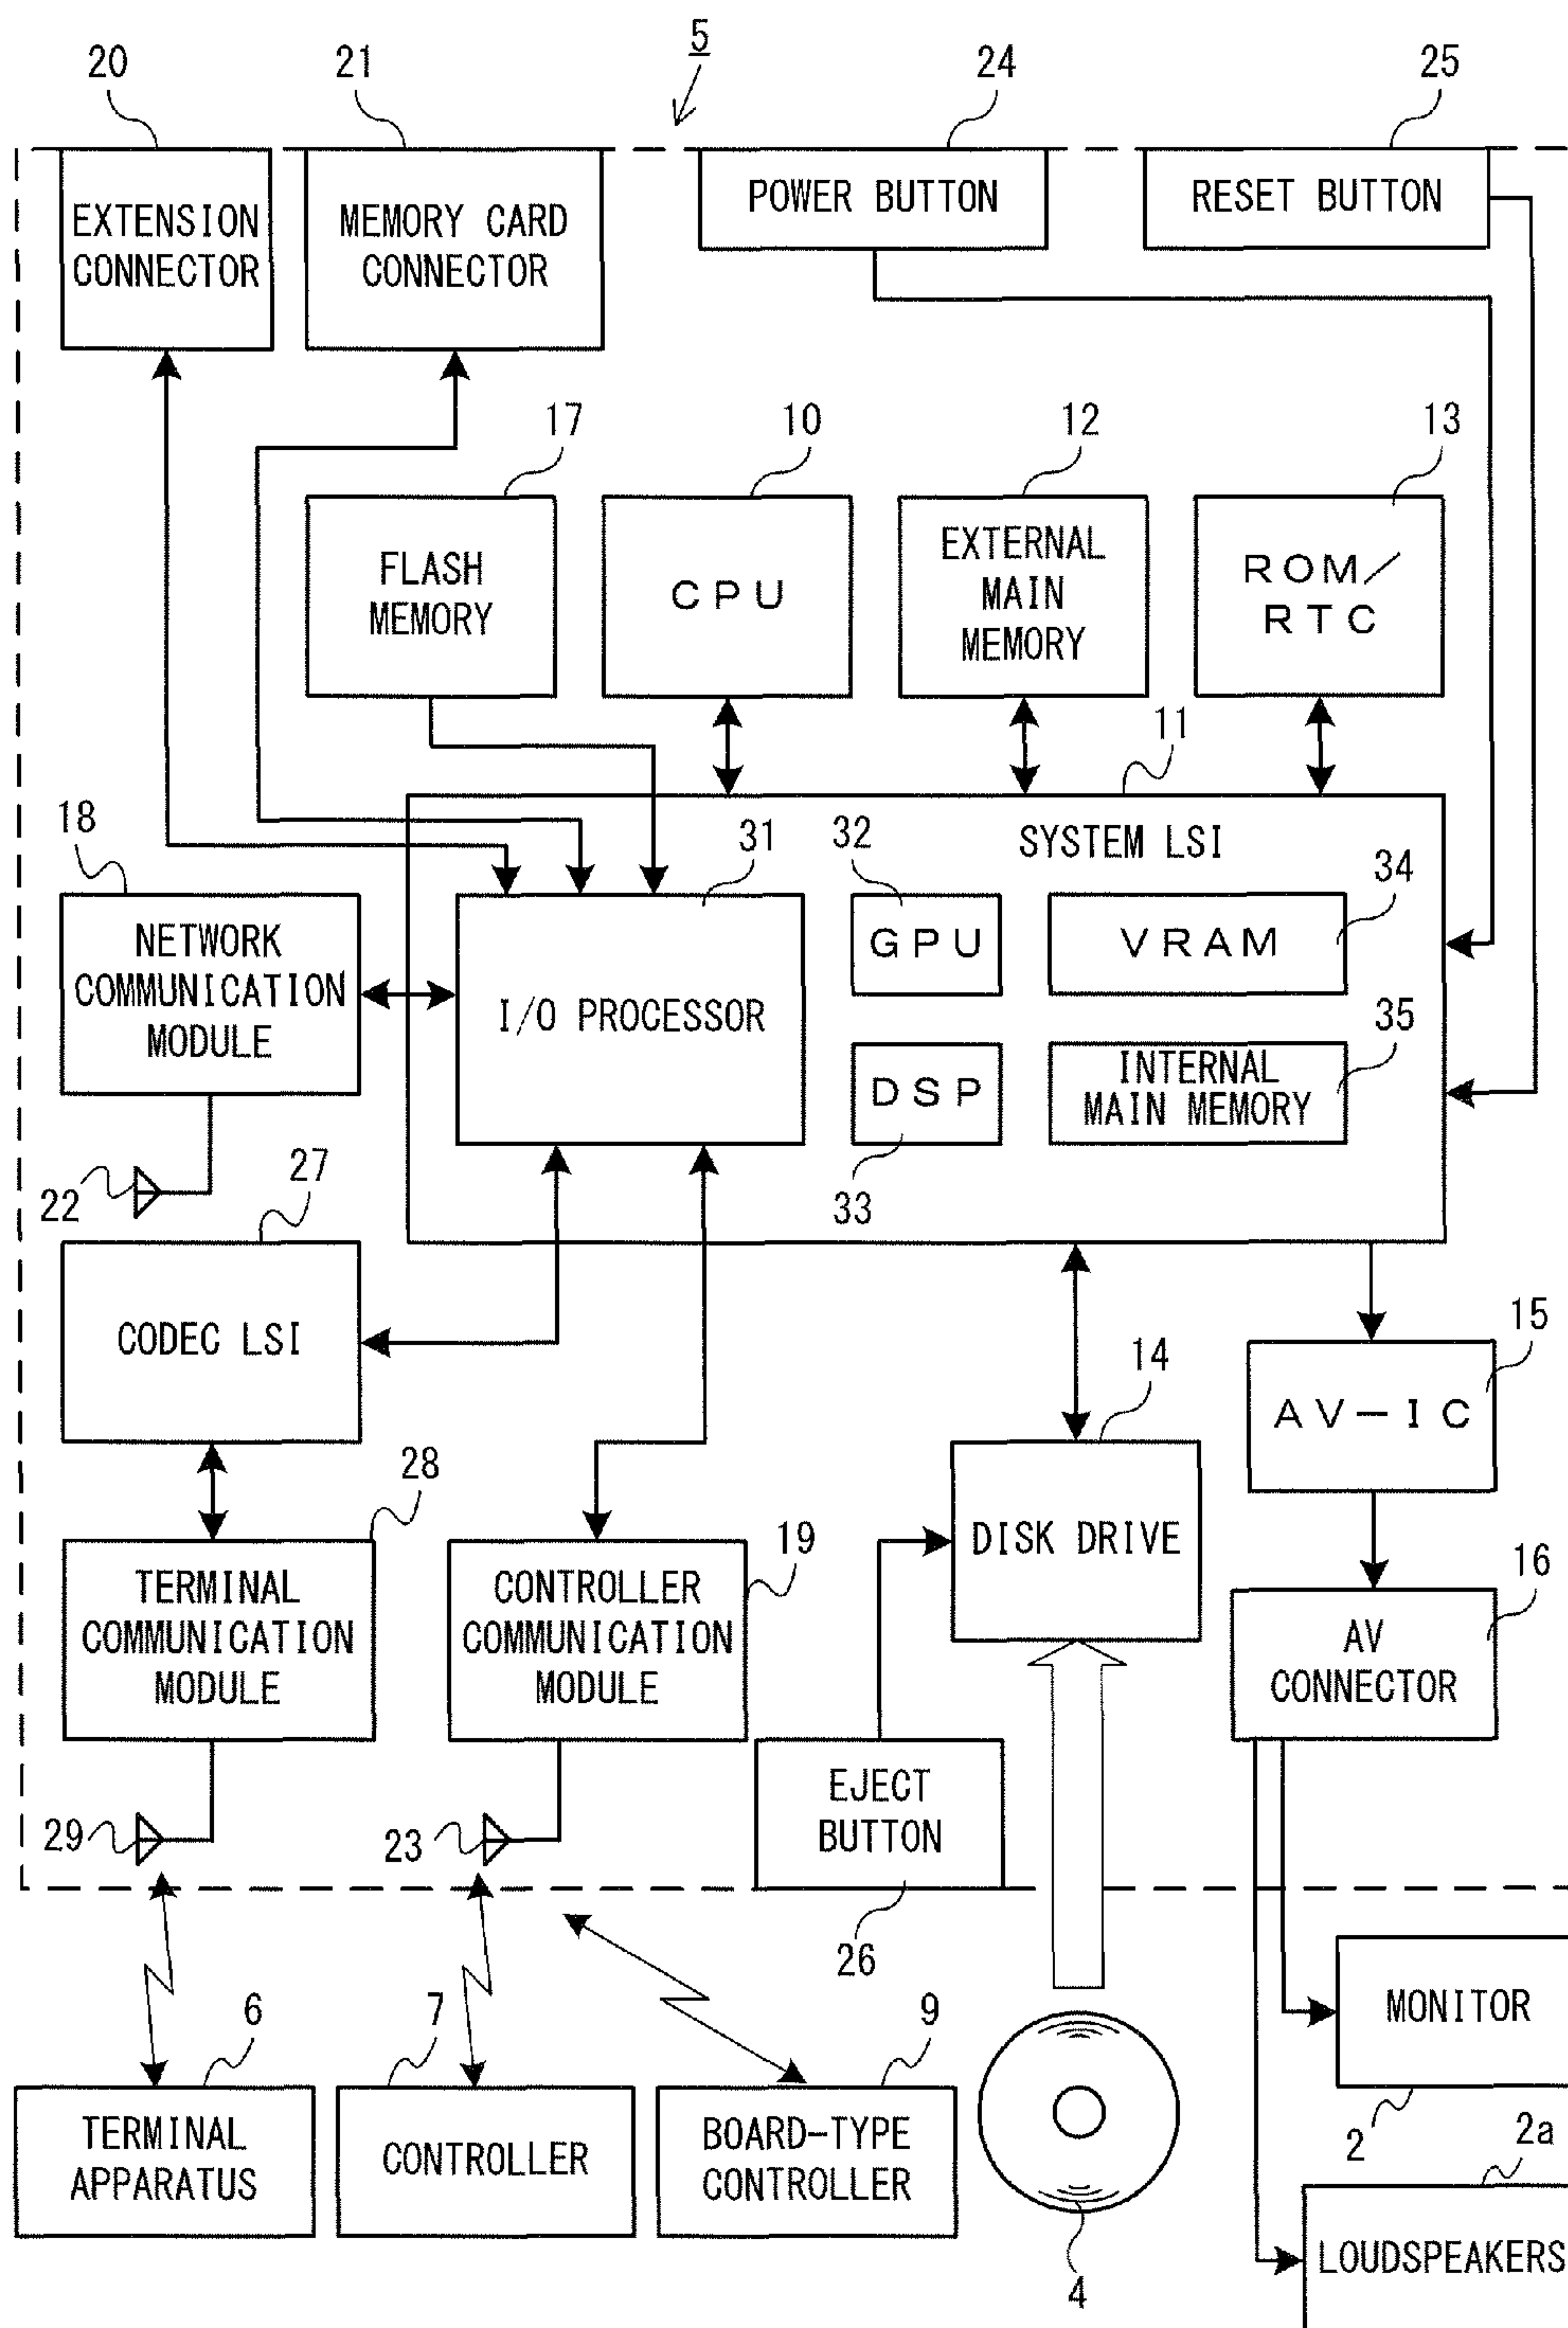 5
20
21
24
25
EXTENSION
CONNECTOR
MEMORY CARD
CONNECTOR
POWER BUTTON
RESET BUTTON
17
10
12
13
FLASH
MEMORY
CPU
EXTERNAL
MAIN
MEMORY
ROM/
RTC
11
18
31
32
SYSTEM LSI
34
NETWORK
COMMUNICATION
MODULE
I/O PROCESSOR
GPU
VRAM
35
DSP
INTERNAL
MAIN MEMORY
22
27
33
CODEC LSI
14
15
AV-IC
28
19
DISK DRIVE
16
TERMINAL
COMMUNICATION
MODULE
CONTROLLER
COMMUNICATION
MODULE
AV
CONNECTOR
EJECT
BUTTON
29
23
26
6
7
9
MONITOR
2
2a
TERMINAL
APPARATUS
CONTROLLER
BOARD-TYPE
CONTROLLER
4
LOUDSPEAKERS